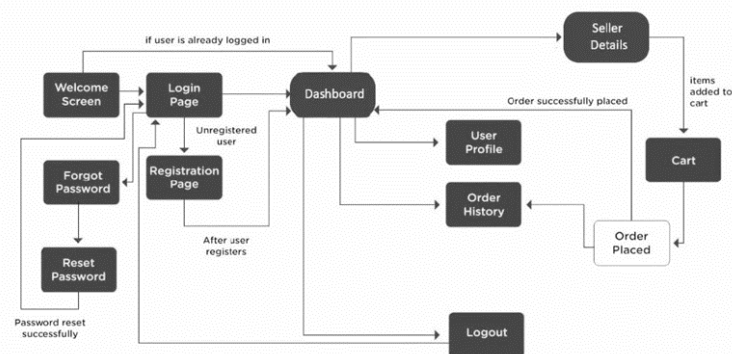 if user is already logged in
Seller
Details
Welcome
Screen
Login
Page
Dashboard
items
added to
cart
Order successfully placed
Unregistered
user
User
Profile
Cart
Forgot
Password
Registration
Page
Order
History
After user
registers
Order
Placed
Reset
Password
Password reset
successfully
Logout